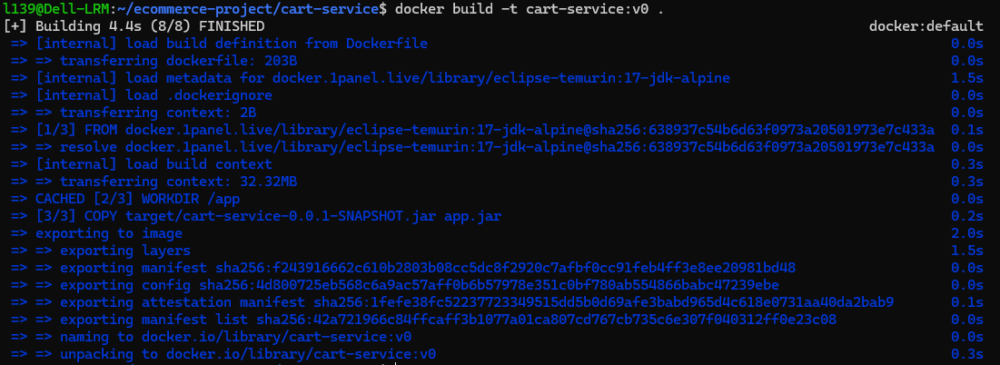 l139@Dell-LRM:~/ecommerce-project/cart-service$ docker build -t cart-service:v0 .
[+] Building 4.4s (8/8) FINISHED docker:default
=> [internal] load build definition from Dockerfile 0.0s
=> => transferring dockerfile: 203B 0.0s
=> [internal] load metadata for docker.1panel.live/library/eclipse-temurin:17-jdk-alpine 1.5s
=> [internal] load .dockerignore 0.0s
=> => transferring context: 2B 0.0s
=> [1/3] FROM docker.1panel.live/library/eclipse-temurin:17-jdk-alpine@sha256:638937c54b6d63f0973a20501973e7c433a 0.1s
=> => resolve docker.1panel.live/library/eclipse-temurin:17-jdk-alpine@sha256:638937c54b6d63f0973a20501973e7c433a 0.0s
=> [internal] load build context 0.3s
=> => transferring context: 32.32MB 0.3s
=> CACHED [2/3] WORKDIR /app 0.0s
=> [3/3] COPY target/cart-service-0.0.1-SNAPSHOT.jar app.jar 0.2s
=> exporting to image 2.0s
=> => exporting layers 1.5s
=> => exporting manifest sha256:f243916662c610b2803b08cc5dc8f2920c7afbf0cc91feb4ff3e8ee20981bd48 0.0s
=> => exporting config sha256:4d800725eb568c6a9ac57aff0b6b57978e351c0bf780ab554866babc47239ebe 0.0s
=> => exporting attestation manifest sha256:1fefe38fc52237723349515dd5b0d69afe3babd965d4c618e0731aa40da2bab9 0.1s
=> => exporting manifest list sha256:42a721966c84ffcaff3b1077a01ca807cd767cb735c6e307f040312ff0e23c08 0.0s
=> => naming to docker.io/library/cart-service:v0 0.0s
=> => unpacking to docker.io/library/cart-service:v0 0.3s